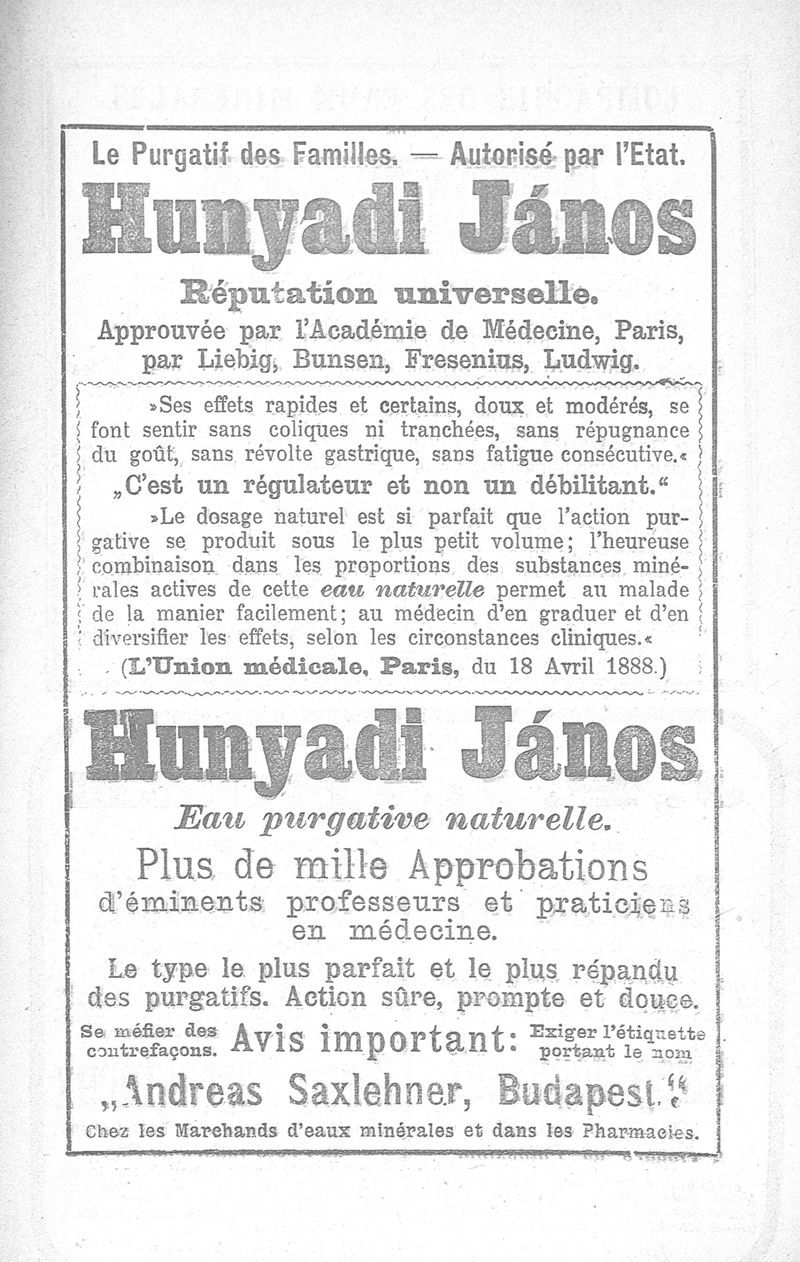 Le Purgatif des Familles. — Autorisé par l'Etat.
Hunyadi János
Réputation universelle.
Approuvée par l'Académie de Médecine, Paris,
par Liebig, Bunsen, Fresenius, Ludwig.
»Ses effets rapides et certains, doux et modérés, se
font sentir sans coliques ni tranchées, sans répugnance
du goût, sans révolte gastrique, sans fatigue consécutive.«
„C'est un régulateur et non un débilitant.“
»Le dosage naturel est si parfait que l'action pur-
gative se produit sous le plus petit volume; l'heureuse
combinaison dans les proportions des substances miné-
rales actives de cette eau naturelle permet au malade
de la manier facilement; au médecin d'en graduer et d'en
diversifier les effets, selon les circonstances cliniques.«
(L'Union médicale, Paris, du 18 Avril 1888.)
Hunyadi János
Eau purgative naturelle.
Plus de mille Approbations
d'éminents professeurs et praticiens
en médecine.
Le type le plus parfait et le plus répandu
des purgatifs. Action sûre, prompte et douce.
Se méfier des
contrefaçons.
Avis important:
Exiger l'étiquette
portant le nom
„Andreas Saxlehner, Budapest.“
Chez les Marchands d'eaux minérales et dans les Pharmacies.